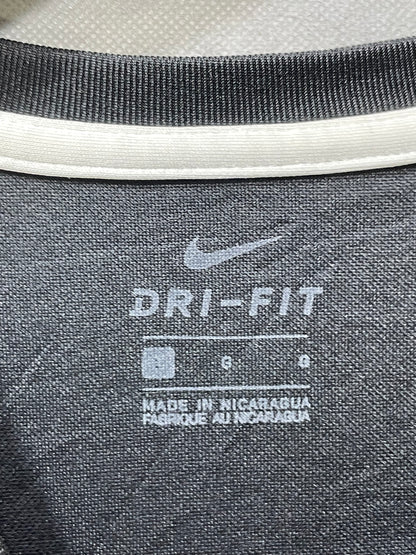 DRI-FIT
G G
MADE IN NICARAGUA
FABRIQUE AU NICARAGUA